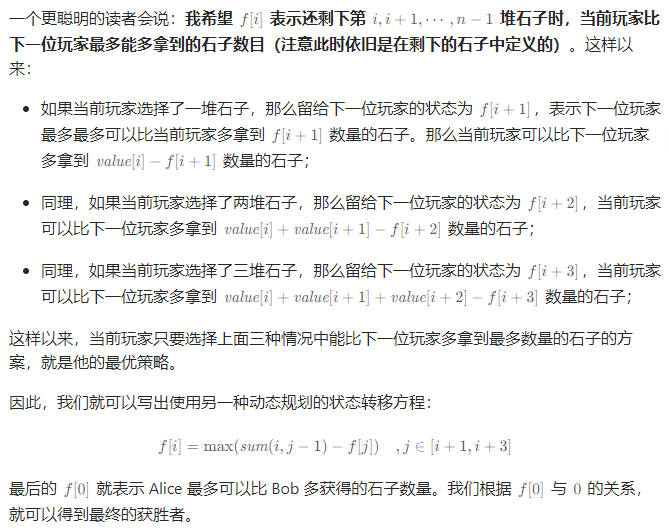 一个更聪明的读者会说：我希望 f[i] 表示还剩下第 i, i+1, ⋯, n−1 堆石子时，当前玩家比
下一位玩家最多能多拿到的石子数目（注意此时依旧是在剩下的石子中定义的）。这样以
来：
• 如果当前玩家选择了一堆石子，那么留给下一位玩家的状态为 f[i+1]，表示下一位玩家
最多最多可以比当前玩家多拿到 f[i+1] 数量的石子。那么当前玩家可以比下一位玩家
多拿到 value[i] − f[i+1] 数量的石子；
• 同理，如果当前玩家选择了两堆石子，那么留给下一位玩家的状态为 f[i+2]，当前玩家
可以比下一位玩家多拿到 value[i] + value[i+1] − f[i+2] 数量的石子；
• 同理，如果当前玩家选择了三堆石子，那么留给下一位玩家的状态为 f[i+3]，当前玩家
可以比下一位玩家多拿到 value[i] + value[i+1] + value[i+2] − f[i+3] 数量的石子；
这样以来，当前玩家只要选择上面三种情况中能比下一位玩家多拿到最多数量的石子的方
案，就是他的最优策略。
因此，我们就可以写出使用另一种动态规划的状态转移方程：
f[i] = max(sum(i, j−1) − f[j]) , j ∈ [i+1, i+3]
最后的 f[0] 就表示 Alice 最多可以比 Bob 多获得的石子数量。我们根据 f[0] 与 0 的关系，
就可以得到最终的获胜者。